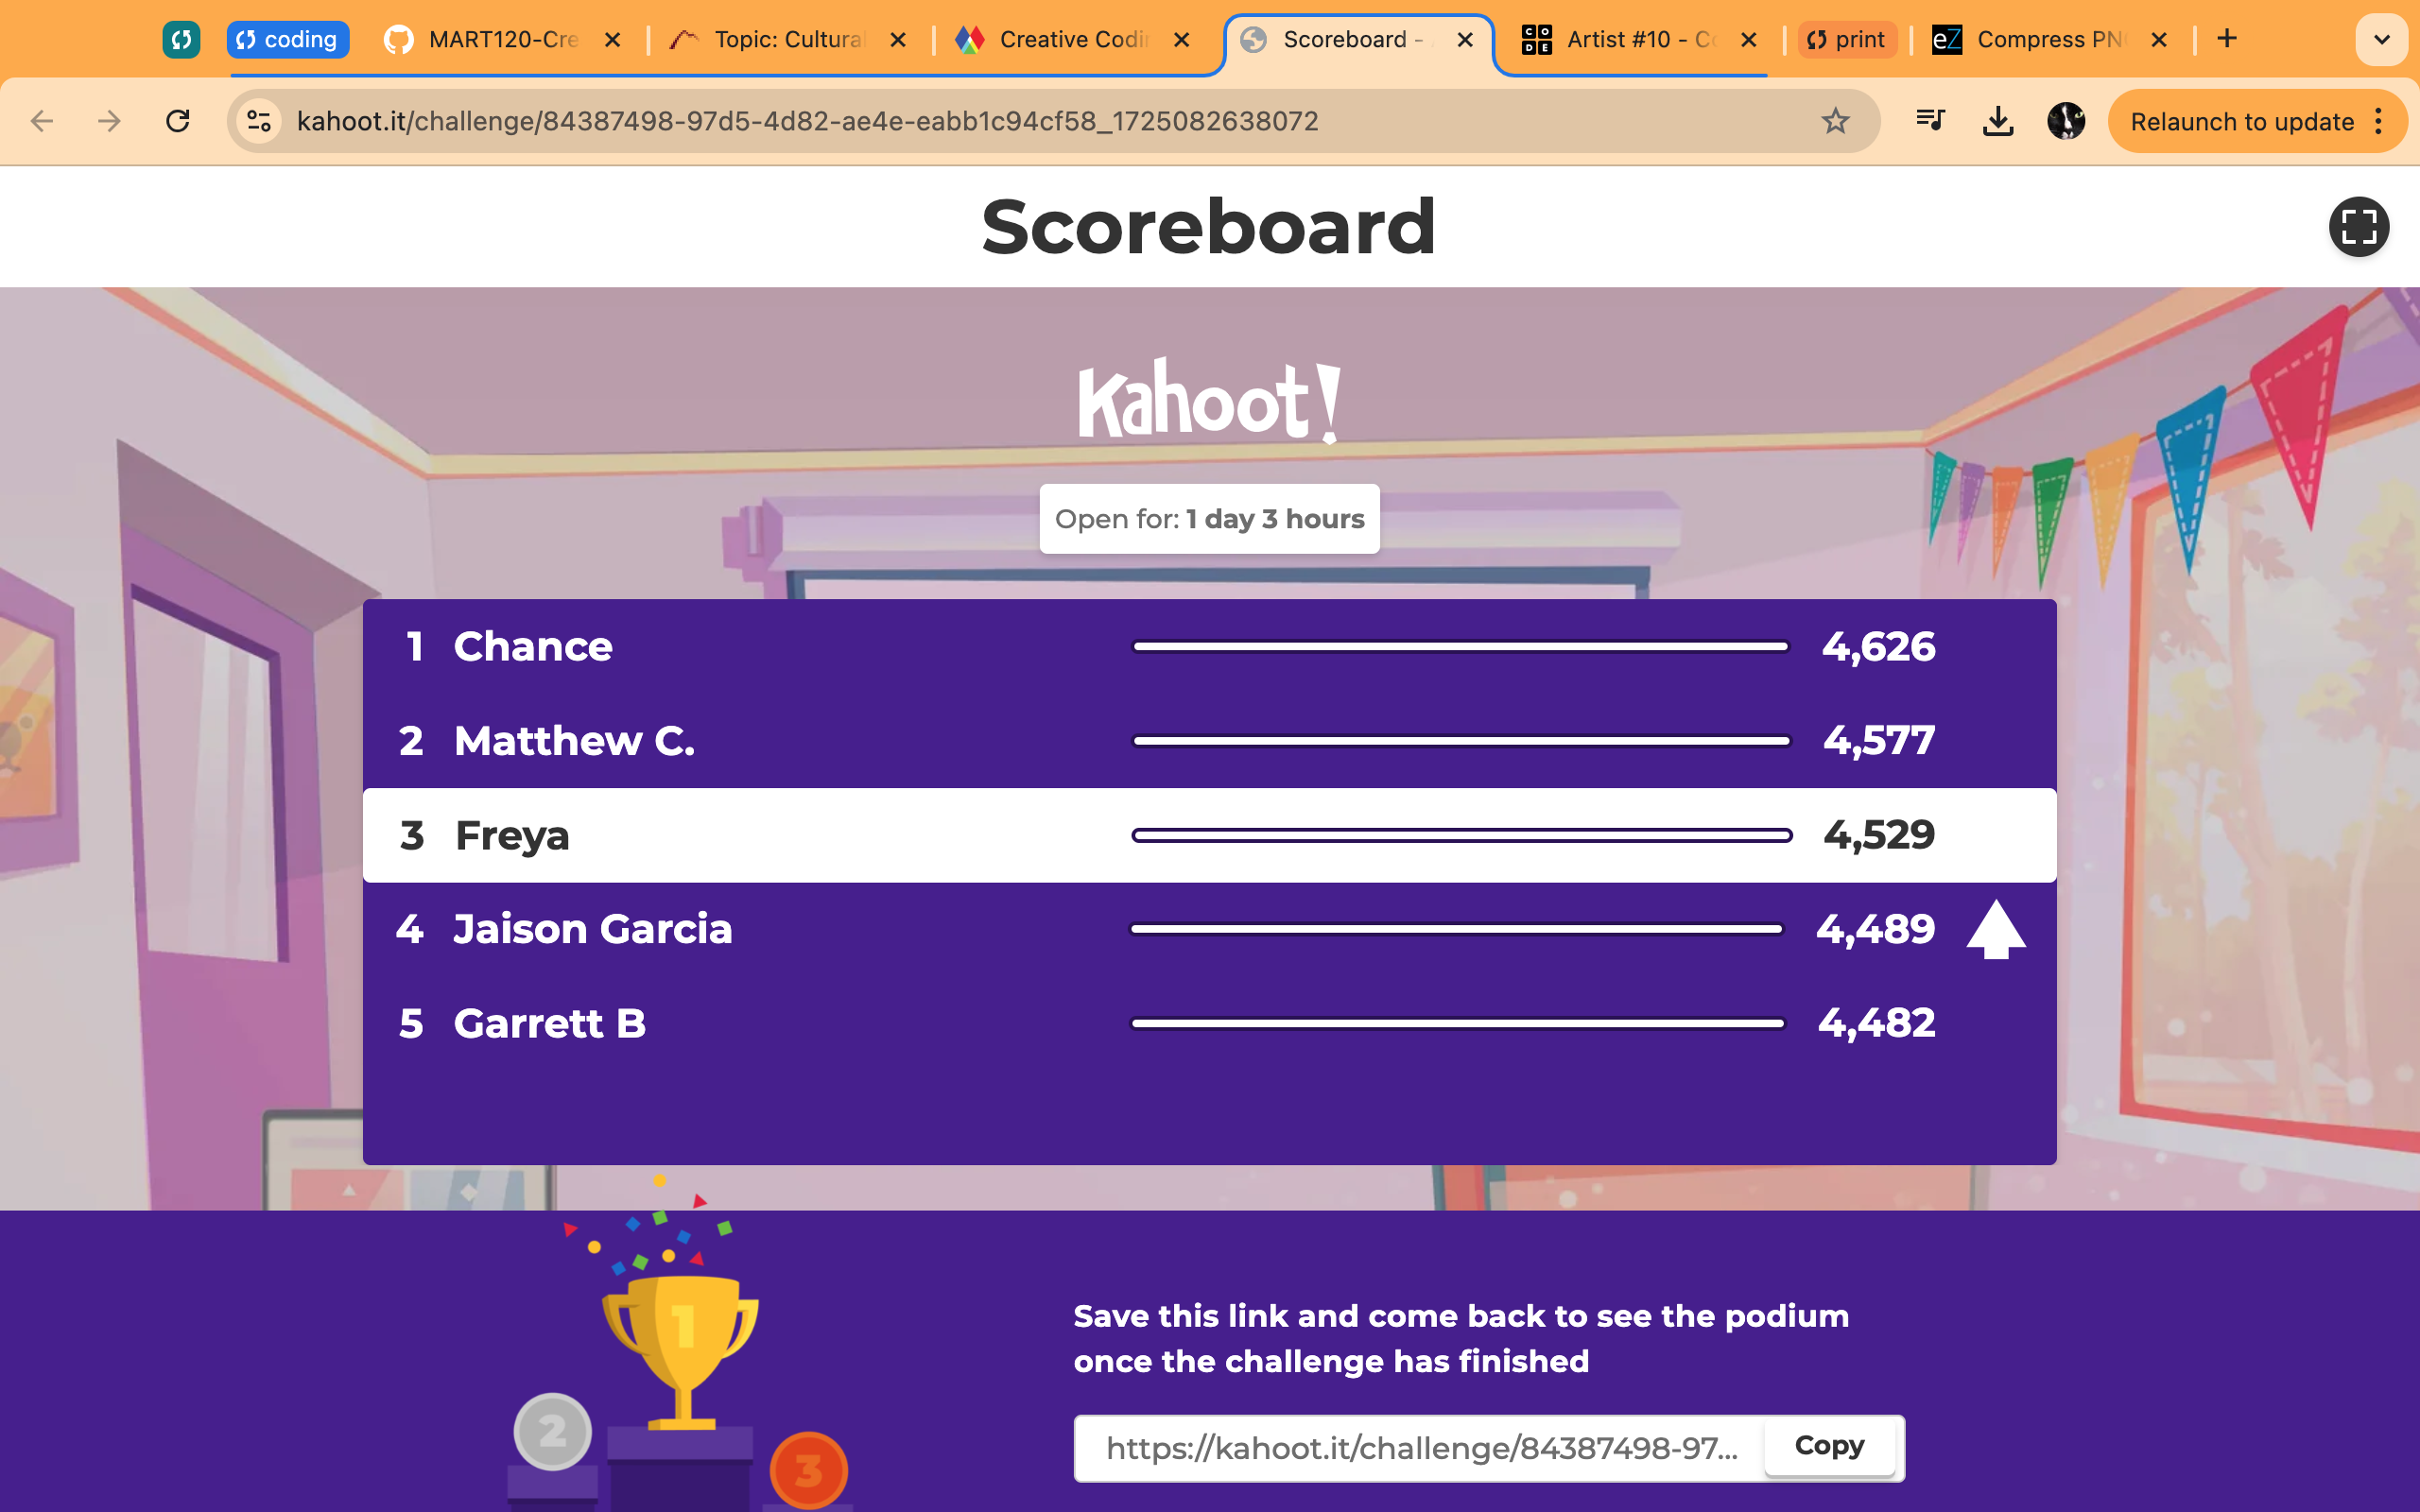 coding
MART120-Cre
Topic: Cultura
Creative Codin
Scoreboard -
CODE
Artist #10 - Co
print
eZ
Compress PN
kahoot.it/challenge/84387498-97d5-4d82-ae4e-eabb1c94cf58_1725082638072
Relaunch to update
Scoreboard
Kahoot!
Open for: 1 day 3 hours
1 Chance 4,626
2 Matthew C. 4,577
3 Freya 4,529
4 Jaison Garcia 4,489
5 Garrett B 4,482
1
2
3
Save this link and come back to see the podium
once the challenge has finished
https://kahoot.it/challenge/84387498-97... Copy